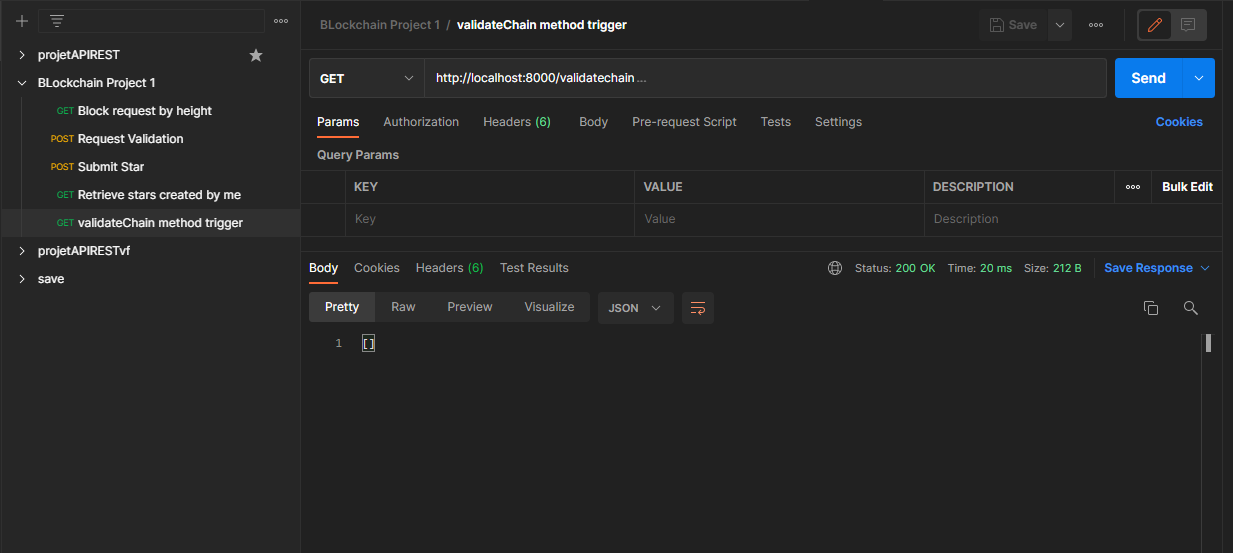 projetAPIREST
BLockchain Project 1
GET Block request by height
POST Request Validation
POST Submit Star
GET Retrieve stars created by me
GET validateChain method trigger
projetAPIRESTvf
save
BLockchain Project 1 / validateChain method trigger
Save
GET http://localhost:8000/validatechain ...
Send
Params Authorization Headers (6) Body Pre-request Script Tests Settings Cookies
Query Params
KEY VALUE DESCRIPTION Bulk Edit
Key Value Description
Body Cookies Headers (6) Test Results Status: 200 OK Time: 20 ms Size: 212 B Save Response
Pretty Raw Preview Visualize JSON
1 []